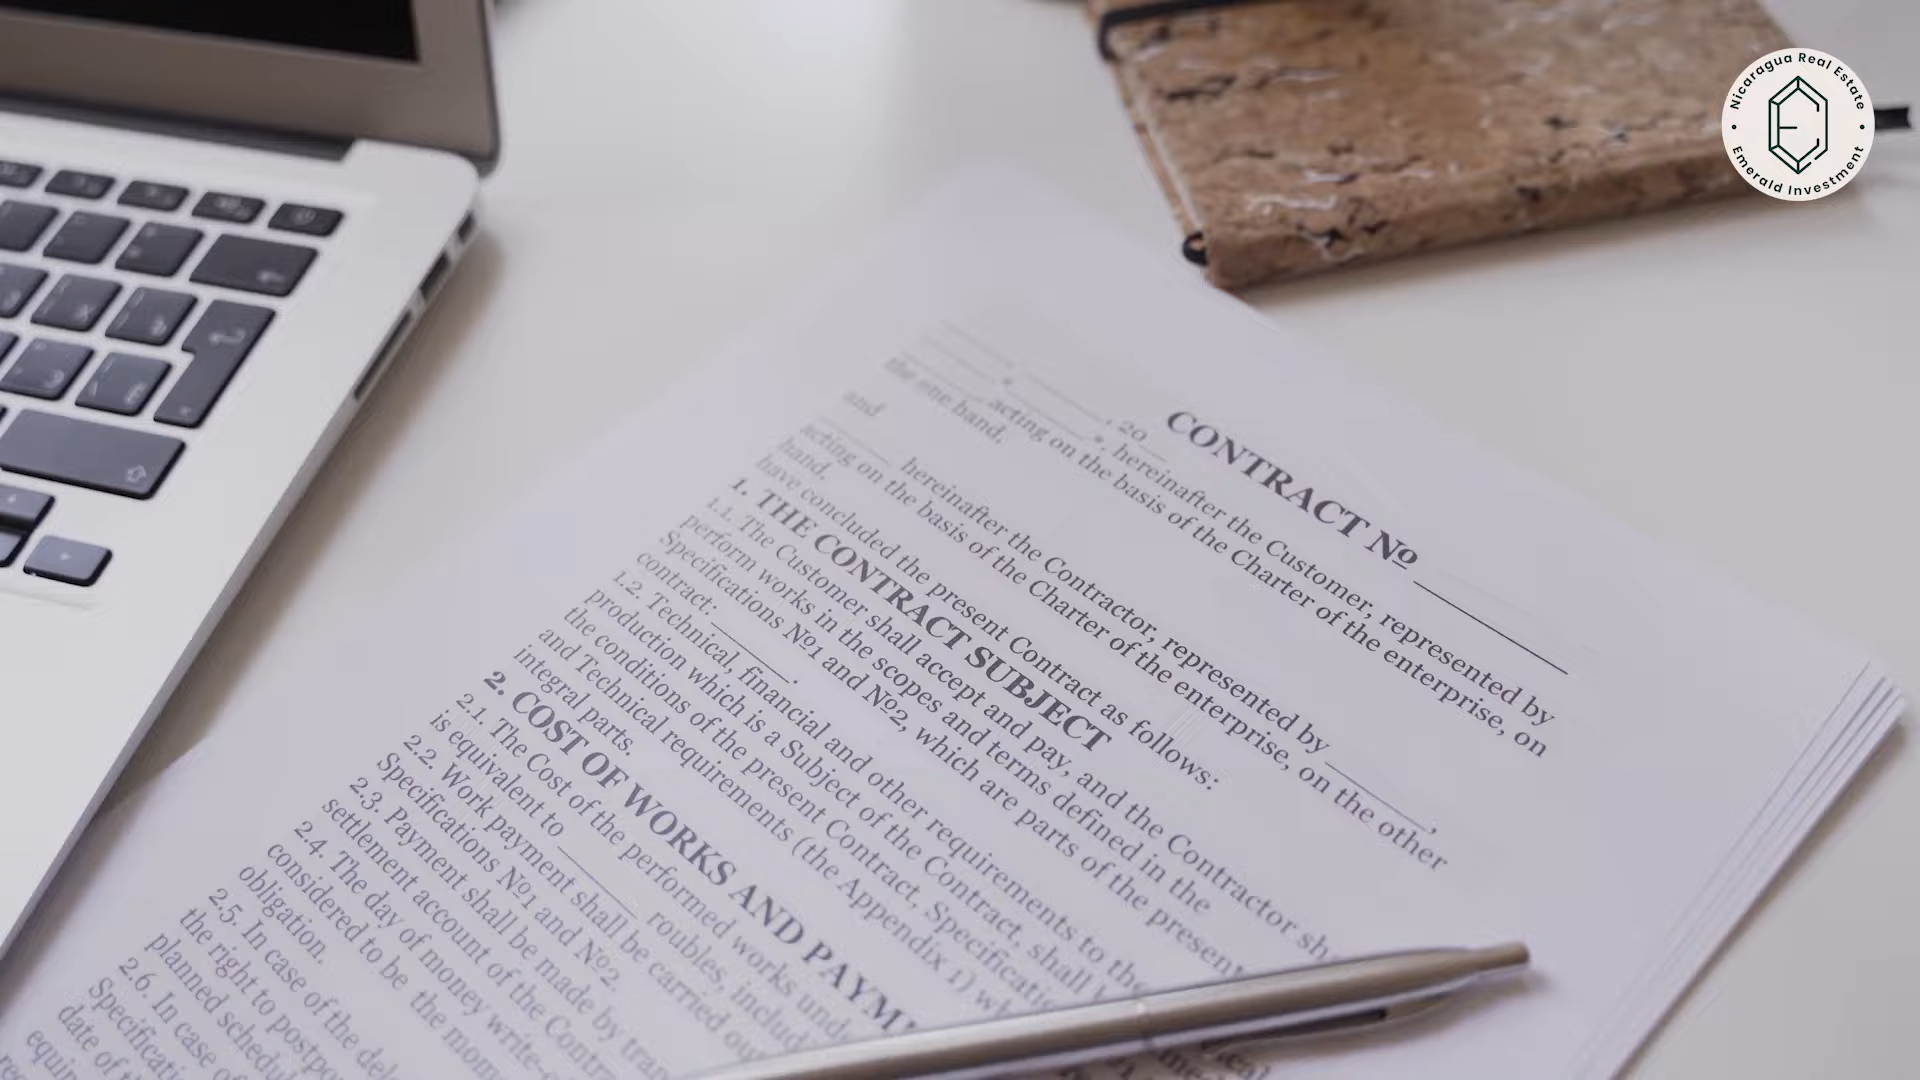 Nicaragua Real Estate
Emerald Investment
CONTRACT №
, 20
, hereinafter the Customer, represented by
acting on the basis of the Charter of the enterprise, on
the one hand,
and
hereinafter the Contractor, represented by ,
acting on the basis of the Charter of the enterprise, on the other
hand,
have concluded the present Contract as follows:
1. THE CONTRACT SUBJECT
1.1. The Customer shall accept and pay, and the Contractor sha
perform works in the scopes and terms defined in the
Specifications №1 and №2, which are parts of the present
contract: .
1.2. Technical, financial and other requirements to the
production which is a Subject of the Contract, shall
the conditions of the present Contract, Specificatio
and Technical requirements (the Appendix 1) wh
integral parts.
2. COST OF WORKS AND PAYM
2.1. The Cost of the performed works unde
is equivalent to roubles, includ
2.2. Work payment shall be carried ou
Specifications №1 and №2.
2.3. Payment shall be made by tran
settlement account of the Contra
2.4. The day of money write-o
considered to be the mom
obligation.
2.5. In case of the del
the right to postpo
planned schedul
2.6. In case of
Specificati
date of t
equi